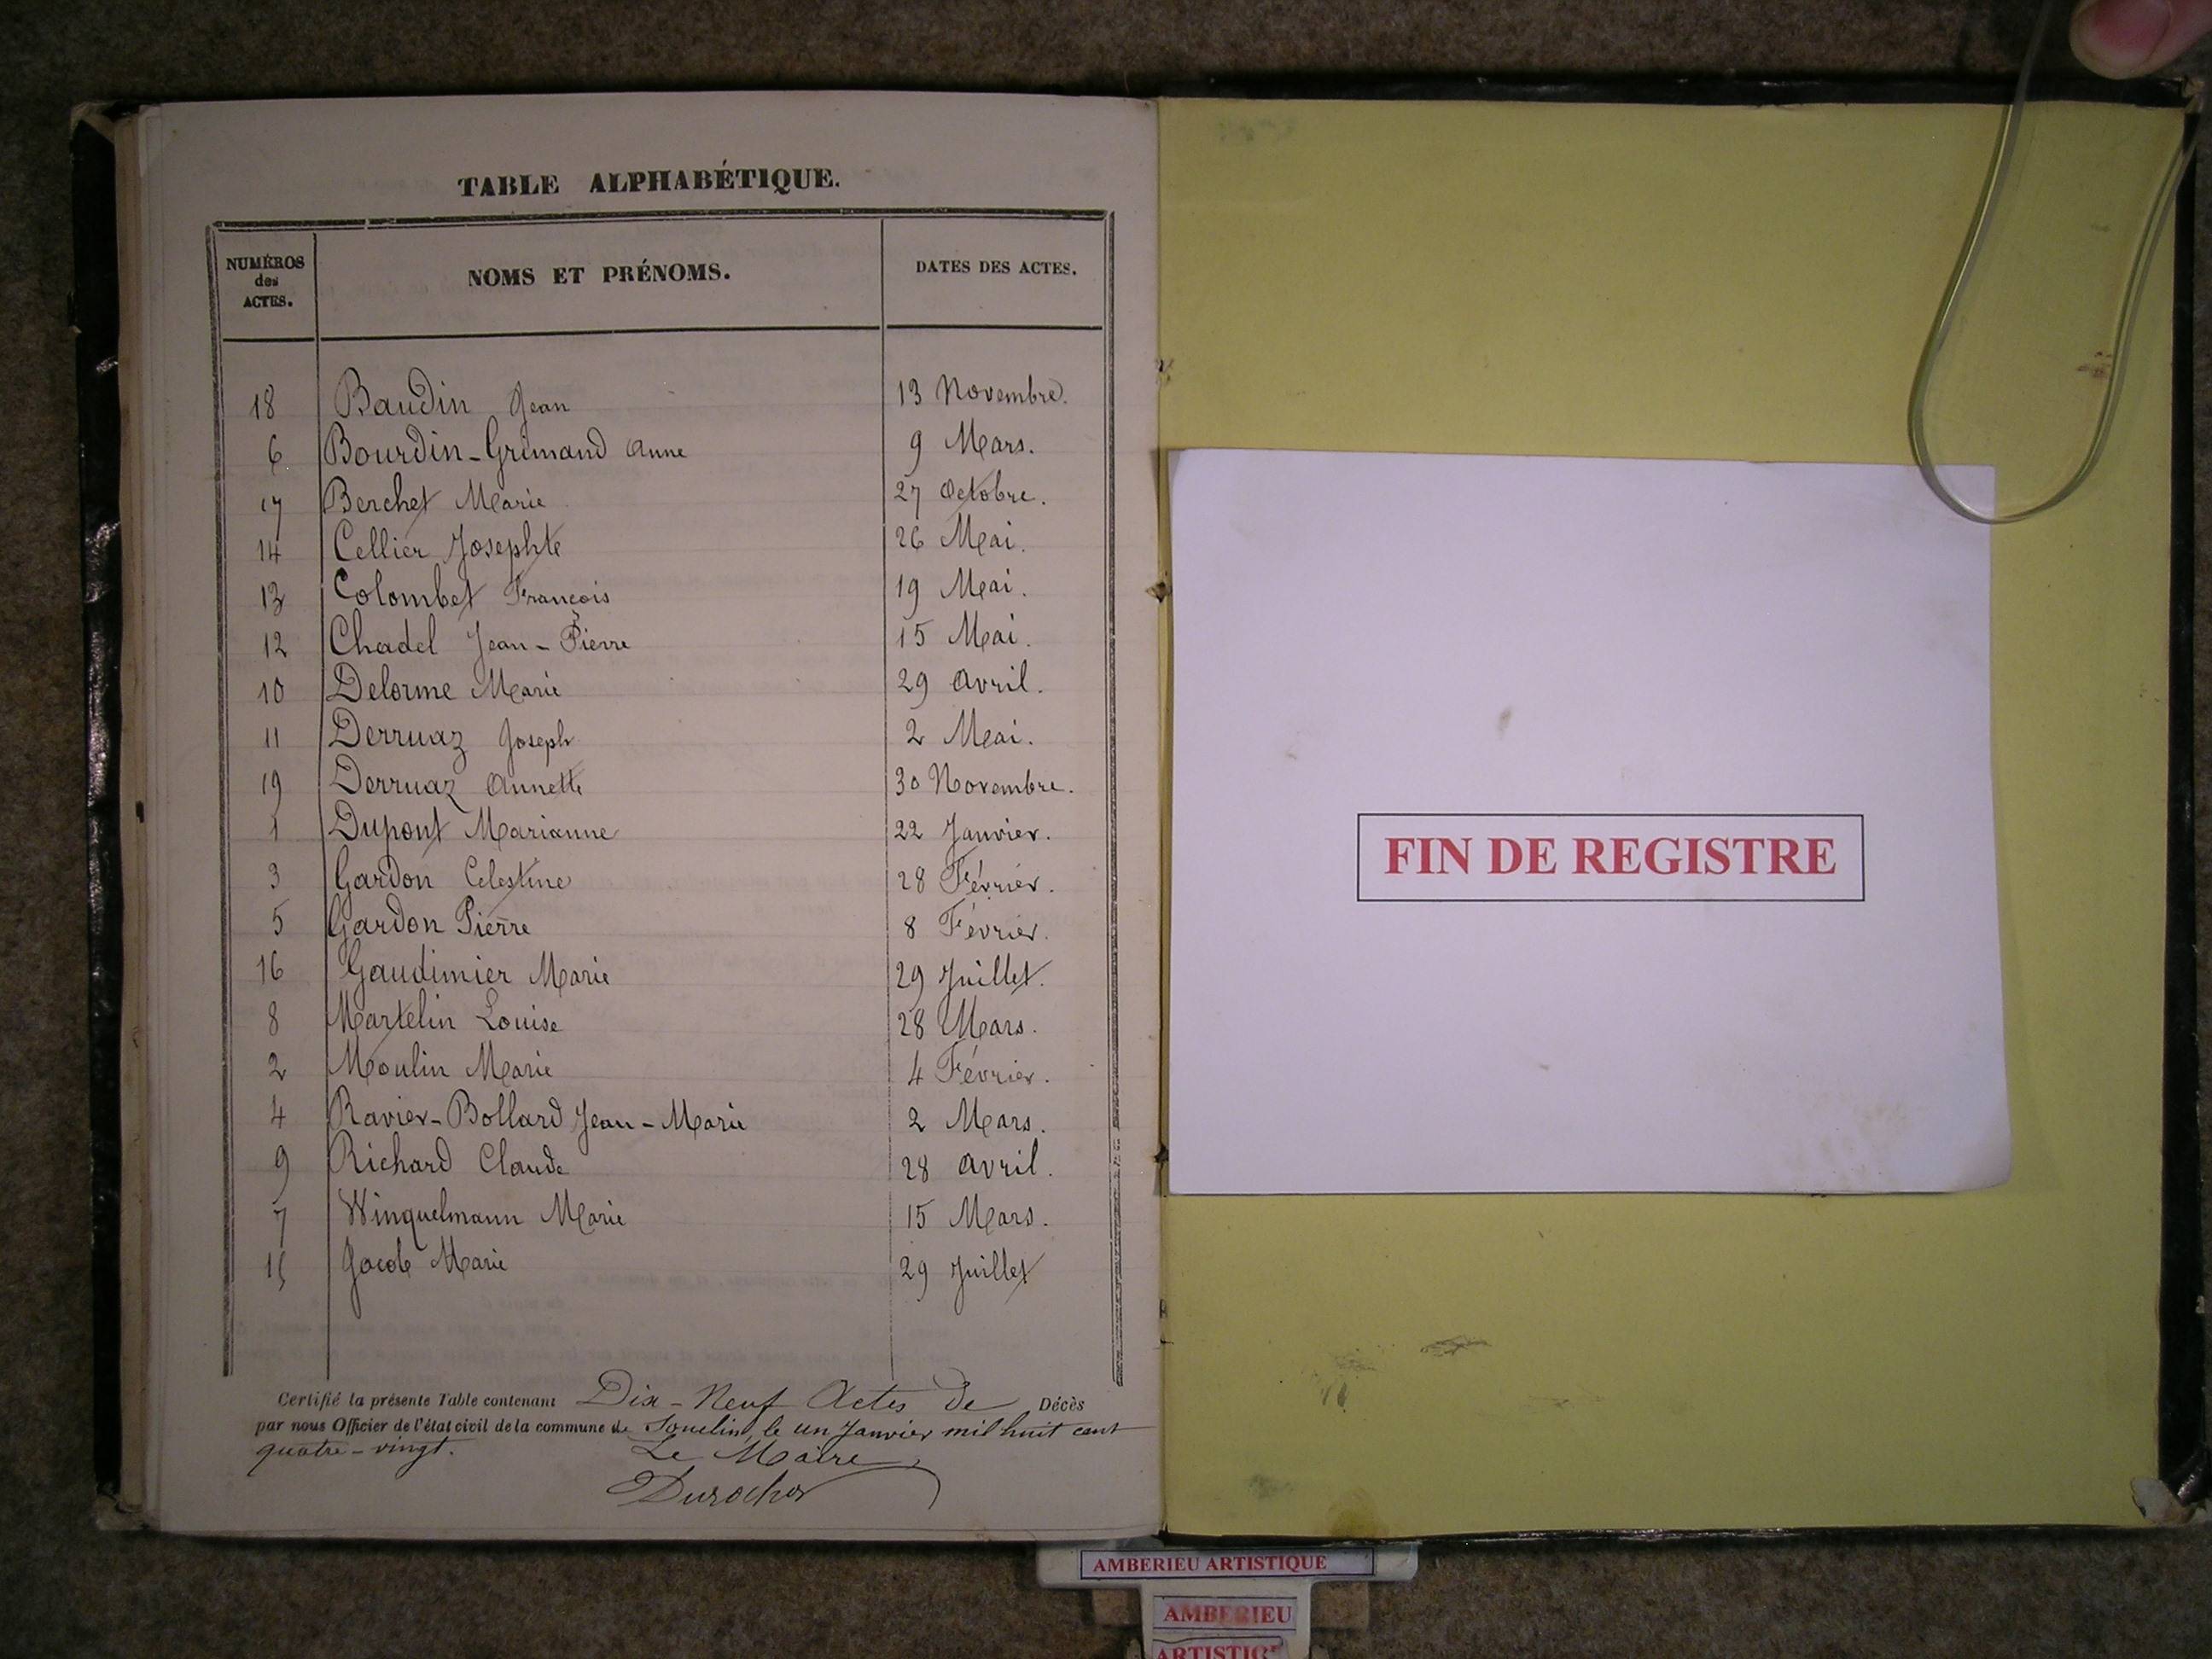 TABLE ALPHABÉTIQUE.
NUMÉROS des ACTES. NOMS ET PRÉNOMS. DATES DES ACTES.
18 Baudin Jean 13 Novembre.
6 Bourdin-Grimand Anne 9 Mars.
17 Berchet Marie 27 Octobre.
14 Cellier Josephte 26 Mai.
13 Colombet François 19 Mai.
12 Chadel Jean-Pierre 15 Mai.
10 Delorme Marie 29 Avril.
11 Derruaz Joseph 2 Mai.
19 Derruaz Annette 30 Novembre.
1 Dupont Marianne 22 Janvier.
3 Gardon Celestine 28 Février.
5 Gardon Pierre 8 Février.
16 Gaudimier Marie 29 Juillet.
8 Martelin Louise 28 Mars.
2 Moulin Marie 4 Février.
4 Ravier-Bollard Jean-Marie 2 Mars.
9 Richard Claude 28 Avril.
7 Winquelmann Marie 15 Mars.
15 Jacob Marie 29 Juillet
Certifié la présente Table contenant Dix-Neuf Actes de Décès
par nous Officier de l'état civil de la commune de Souclin, le un Janvier mil huit cent
quatre-vingt.
Le Maire,
Durochat
FIN DE REGISTRE
AMBERIEU ARTISTIQUE
AMBERIEU
ARTISTIQ